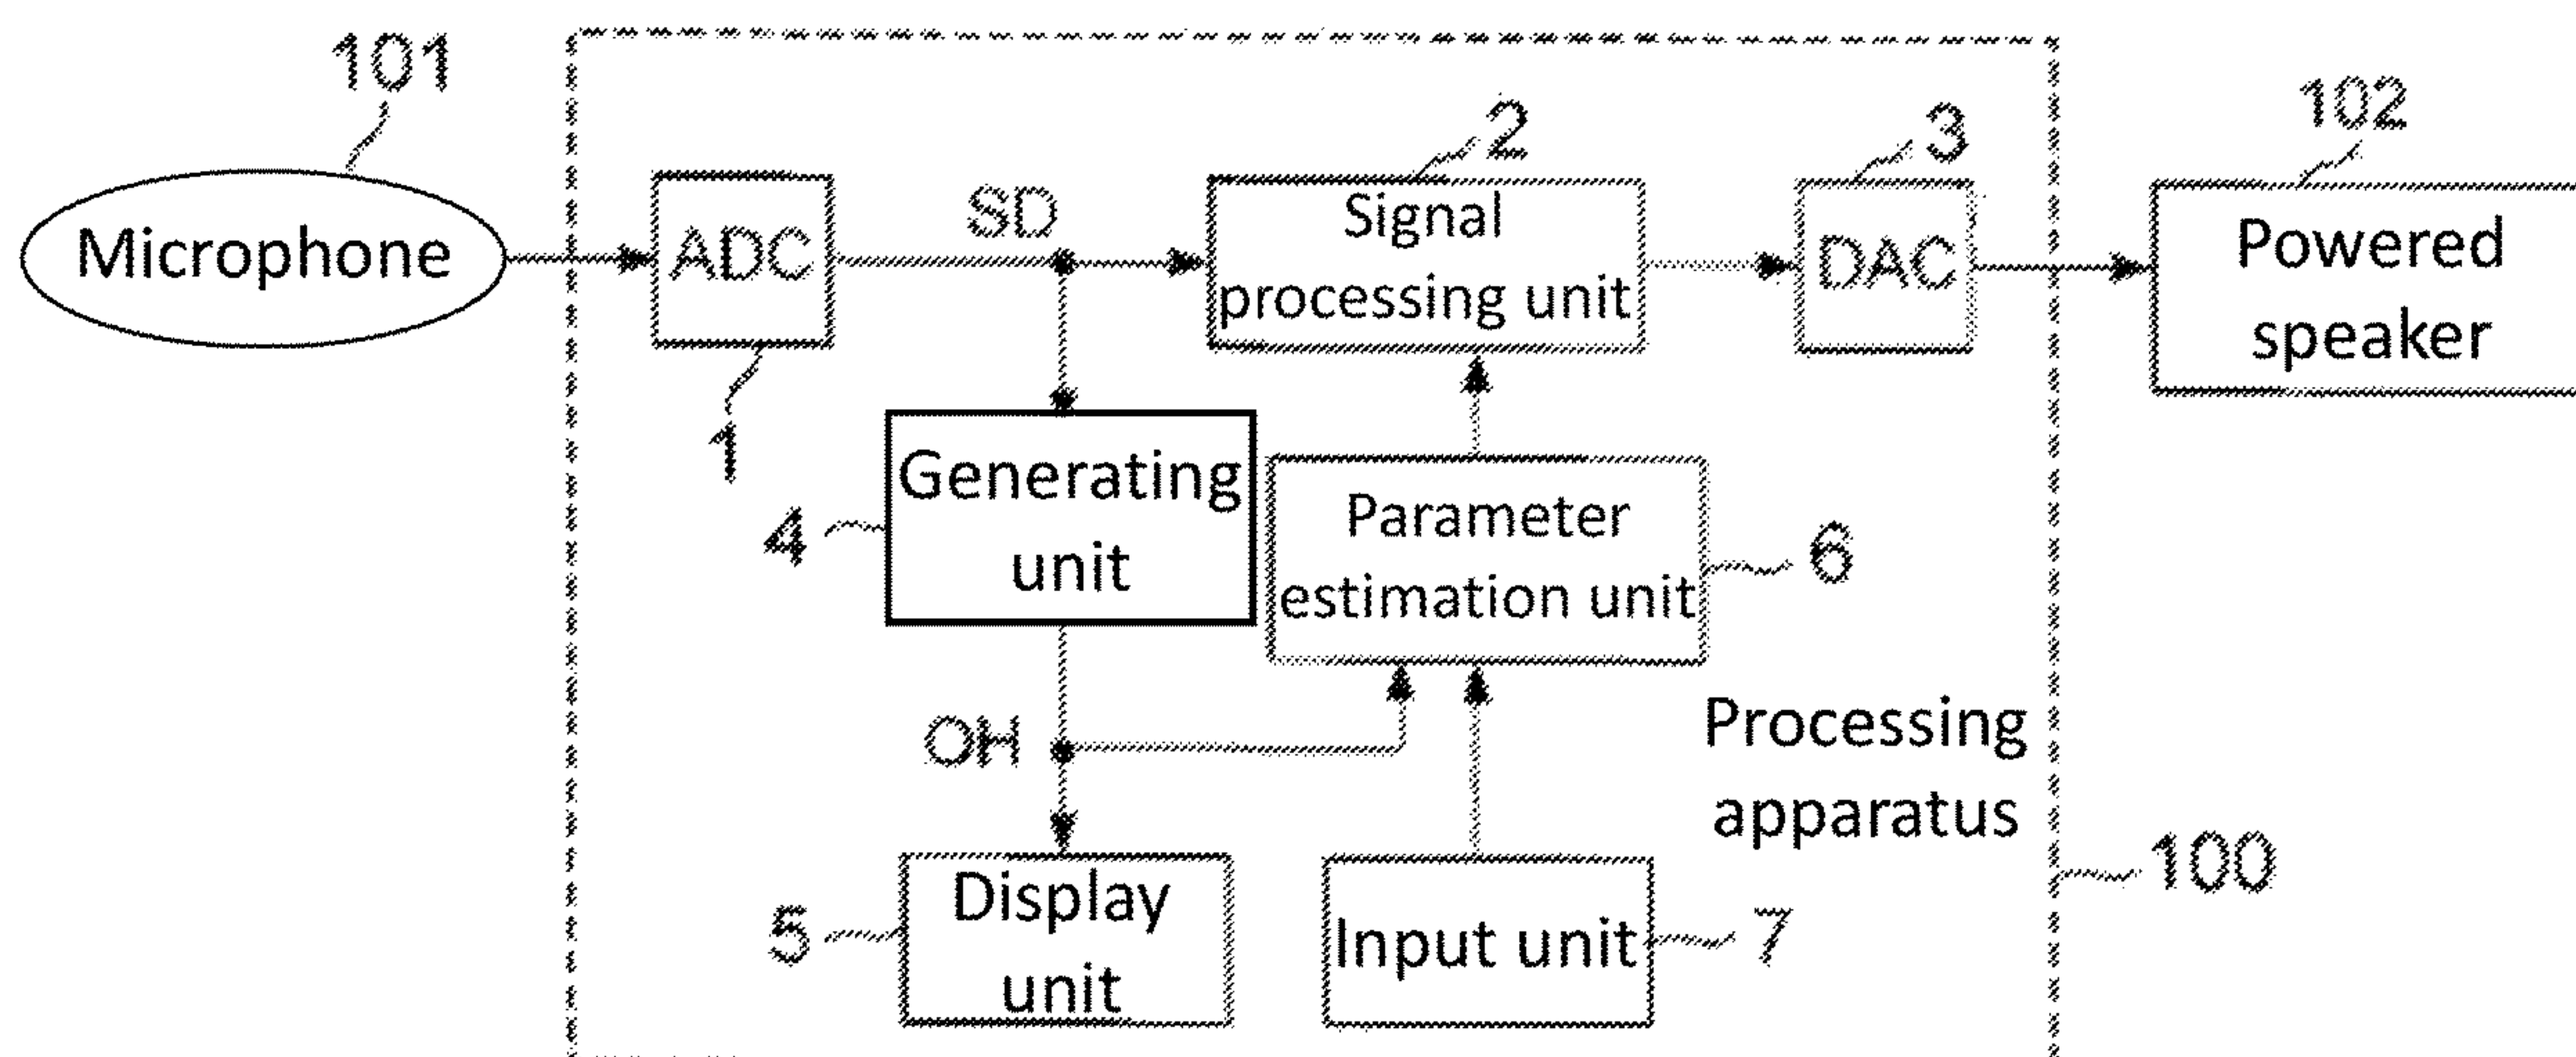 101
102
2
3
Microphone
ADC
SD
Signal
processing unit
DAC
Powered
speaker
1
Generating
unit
4
Parameter
estimation unit
6
OH
Processing
apparatus
100
Display
unit
5
Input unit
7